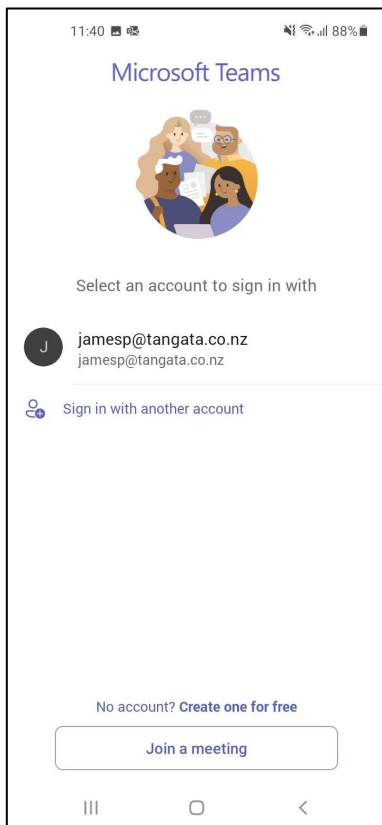 11:40 88%
Microsoft Teams
Select an account to sign in with
J
jamesp@tangata.co.nz
jamesp@tangata.co.nz
Sign in with another account
No account? Create one for free
Join a meeting